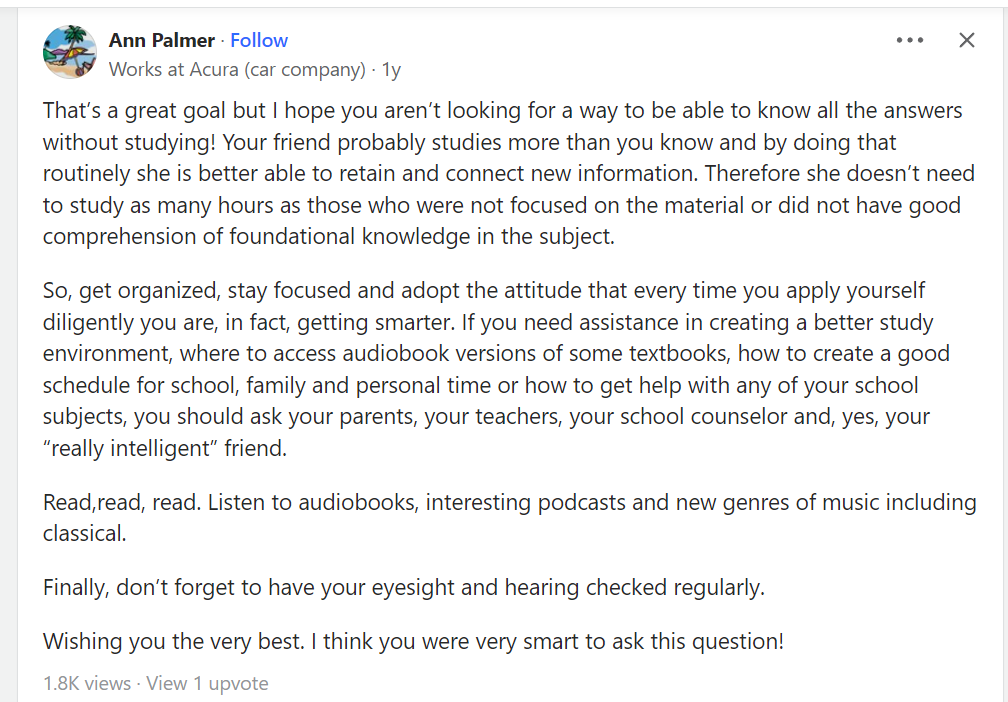 Ann Palmer · Follow
Works at Acura (car company) · 1y
That’s a great goal but I hope you aren’t looking for a way to be able to know all the answers
without studying! Your friend probably studies more than you know and by doing that
routinely she is better able to retain and connect new information. Therefore she doesn’t need
to study as many hours as those who were not focused on the material or did not have good
comprehension of foundational knowledge in the subject.
So, get organized, stay focused and adopt the attitude that every time you apply yourself
diligently you are, in fact, getting smarter. If you need assistance in creating a better study
environment, where to access audiobook versions of some textbooks, how to create a good
schedule for school, family and personal time or how to get help with any of your school
subjects, you should ask your parents, your teachers, your school counselor and, yes, your
“really intelligent” friend.
Read,read, read. Listen to audiobooks, interesting podcasts and new genres of music including
classical.
Finally, don’t forget to have your eyesight and hearing checked regularly.
Wishing you the very best. I think you were very smart to ask this question!
1.8K views · View 1 upvote